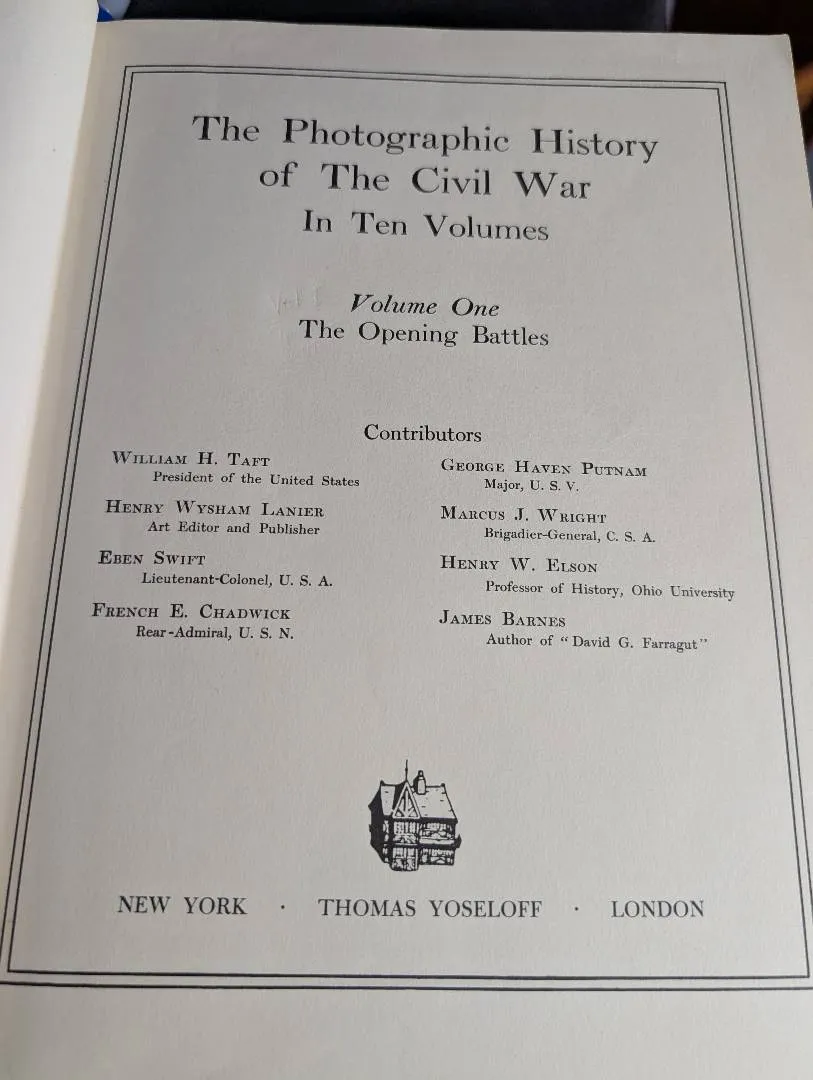 The Photographic History
of The Civil War
In Ten Volumes
Volume One
The Opening Battles
Contributors
William H. Taft
President of the United States
Henry Wysham Lanier
Art Editor and Publisher
Eben Swift
Lieutenant-Colonel, U. S. A.
French E. Chadwick
Rear-Admiral, U. S. N.
George Haven Putnam
Major, U. S. V.
Marcus J. Wright
Brigadier-General, C. S. A.
Henry W. Elson
Professor of History, Ohio University
James Barnes
Author of “David G. Farragut”
NEW YORK · THOMAS YOSELOFF · LONDON